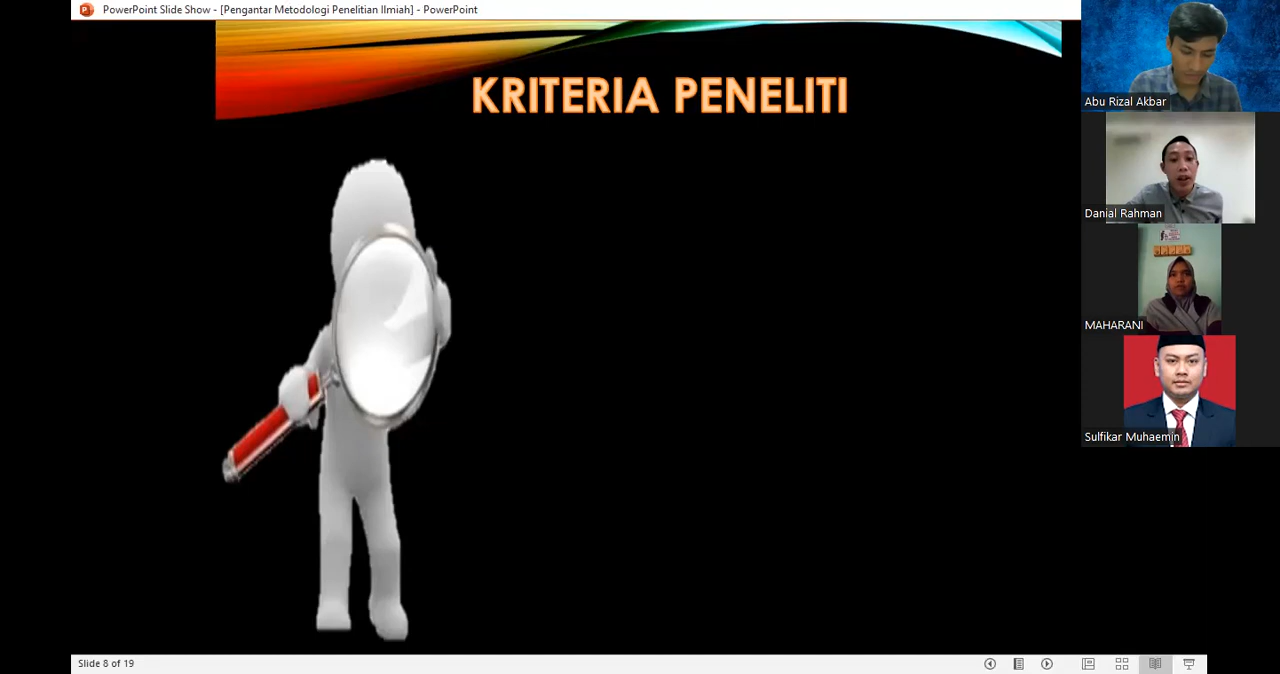 PowerPoint Slide Show - [Pengantar Metodologi Penelitian Ilmiah] - PowerPoint
KRITERIA PENELITI
Abu Rizal Akbar
Danial Rahman
MAHARANI
Sulfikar Muhaemin
Slide 8 of 19